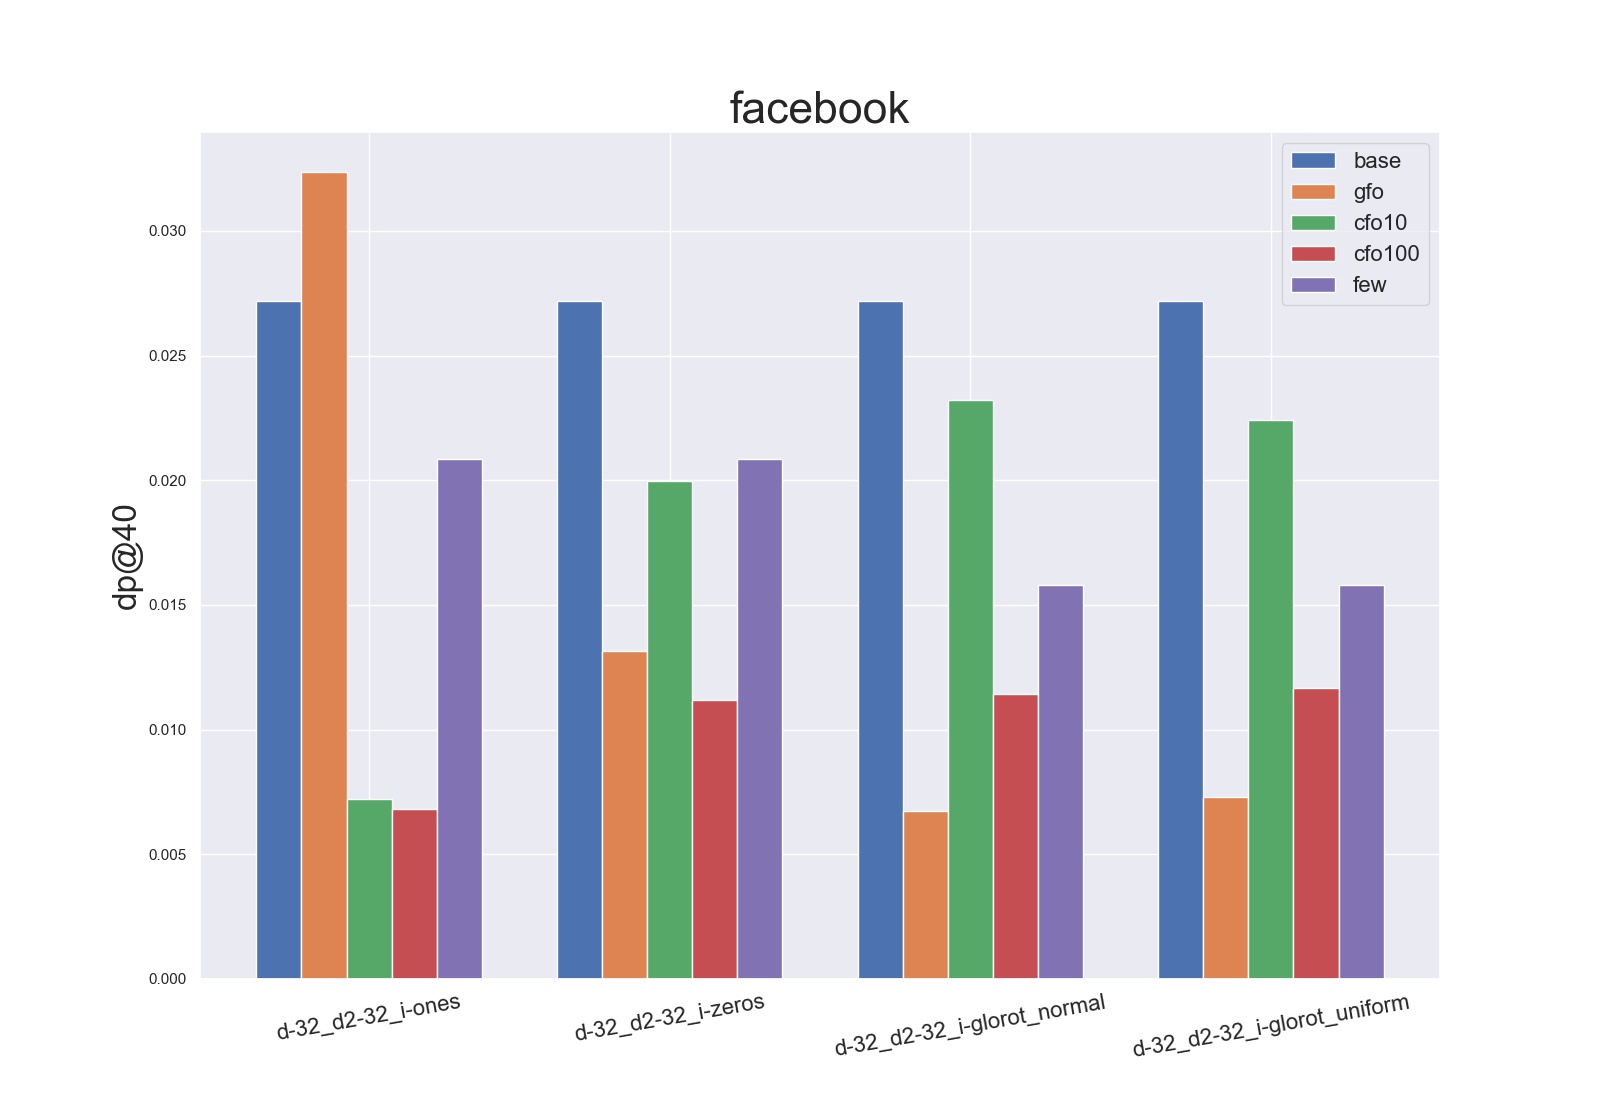 facebook
base
gfo
cfo10
cfo100
few
dp@40
0.030
0.025
0.020
0.015
0.010
0.005
0.000
d-32_d2-32_i-ones
d-32_d2-32_i-zeros
d-32_d2-32_i-glorot_normal
d-32_d2-32_i-glorot_uniform